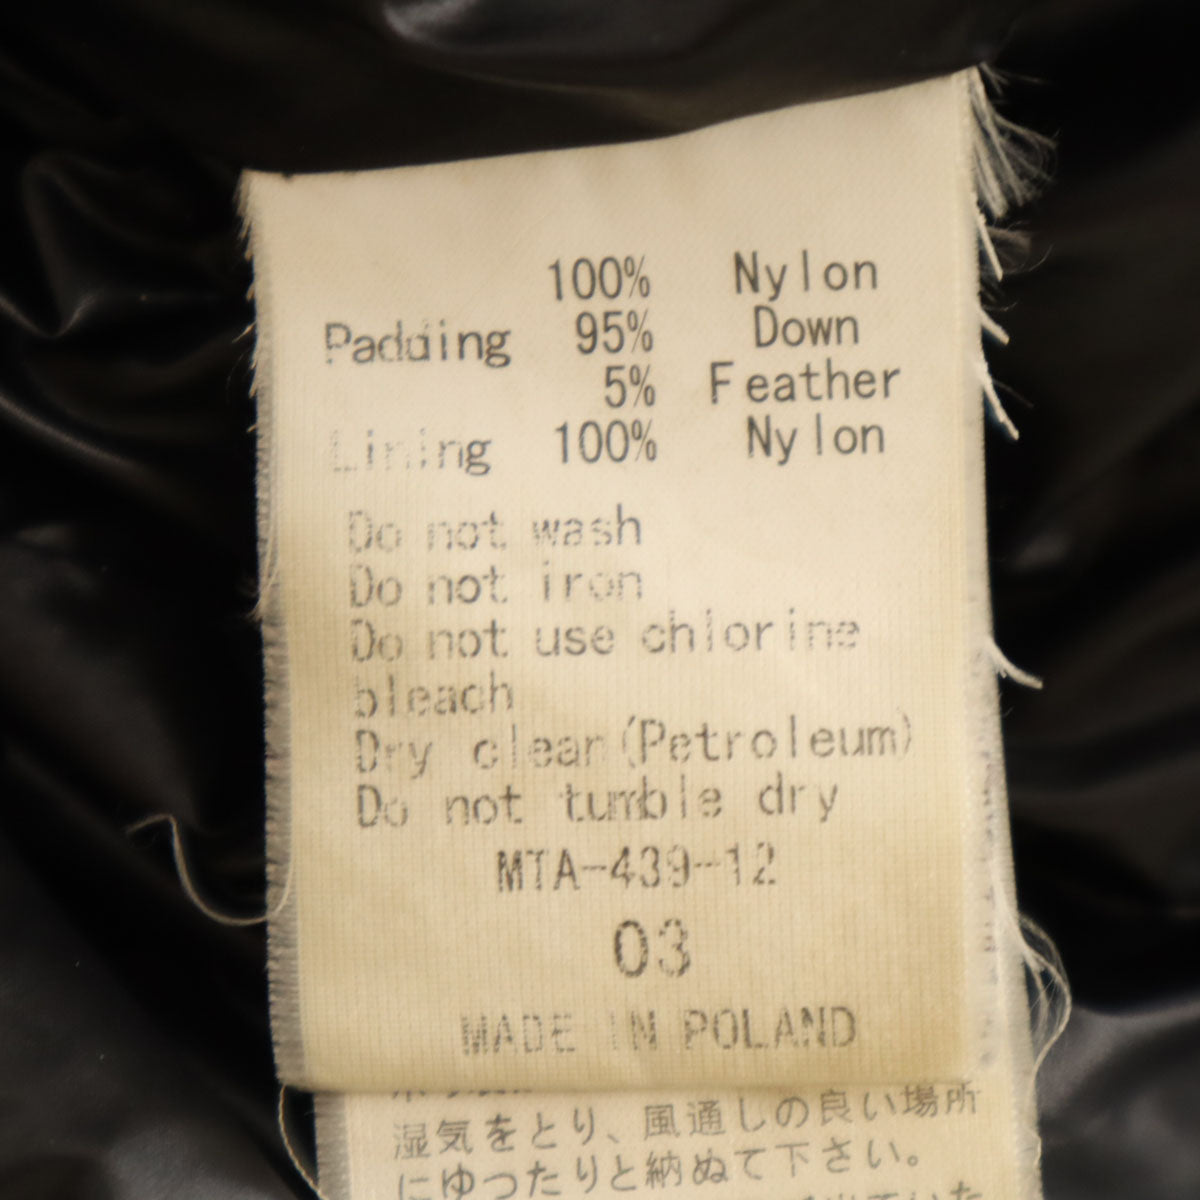 100% Nylon
Padding 95% Down
5% Feather
Lining 100% Nylon
Do not wash
Do not iron
Do not use chlorine
bleach
Dry clean(Petroleum)
Do not tumble dry
MTA-439-12
03
MADE IN POLAND
湿気をとり、風通しの良い場所
にゆったりと納めて下さい。